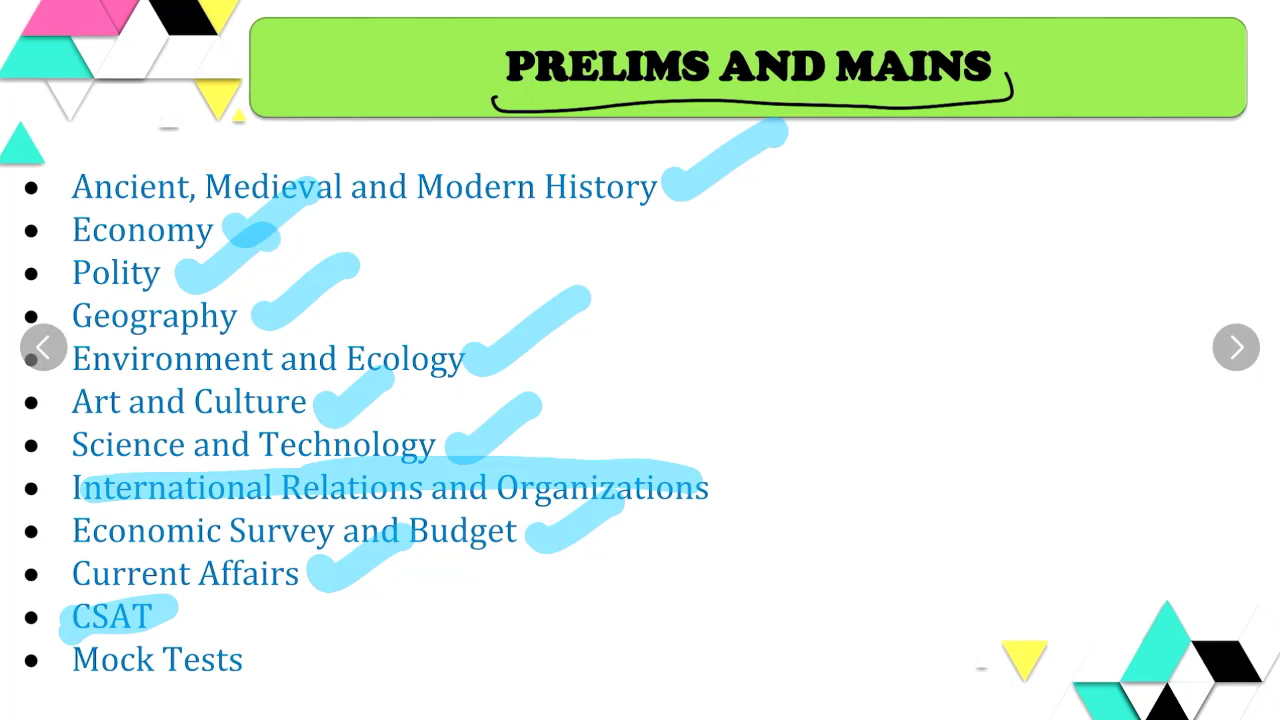 PRELIMS AND MAINS
• Ancient, Medieval and Modern History
• Economy
• Polity
• Geography
• Environment and Ecology
• Art and Culture
• Science and Technology
• International Relations and Organizations
• Economic Survey and Budget
• Current Affairs
• CSAT
• Mock Tests